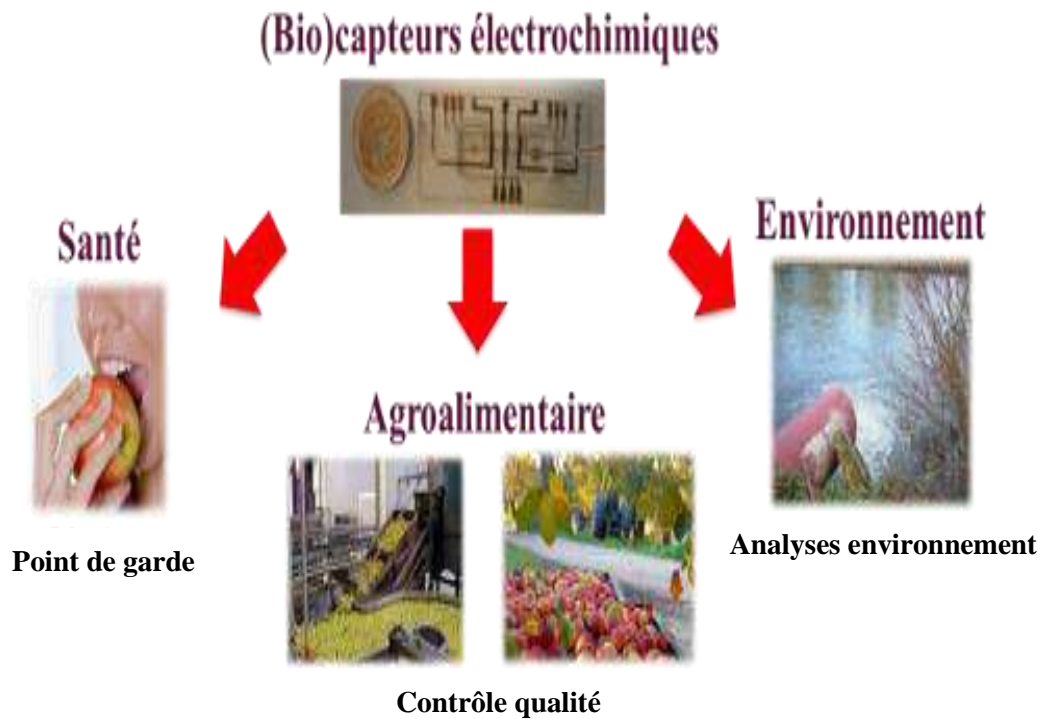 (Bio)capteurs électrochimiques
Santé
Environnement
Agroalimentaire
Point de garde
Analyses environnement
Contrôle qualité